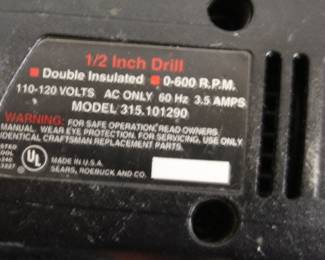 1/2 Inch Drill
■ Double Insulated ■ 0-600 R.P.M.
110-120 VOLTS AC ONLY 60 Hz 3.5 AMPS
MODEL 315.101290
WARNING: FOR SAFE OPERATION, READ OWNERS
MANUAL. WEAR EYE PROTECTION. FOR SERVICING, USE ONLY
IDENTICAL CRAFTSMAN REPLACEMENT PARTS.
UL
MADE IN U.S.A.
SEARS, ROEBUCK AND CO.